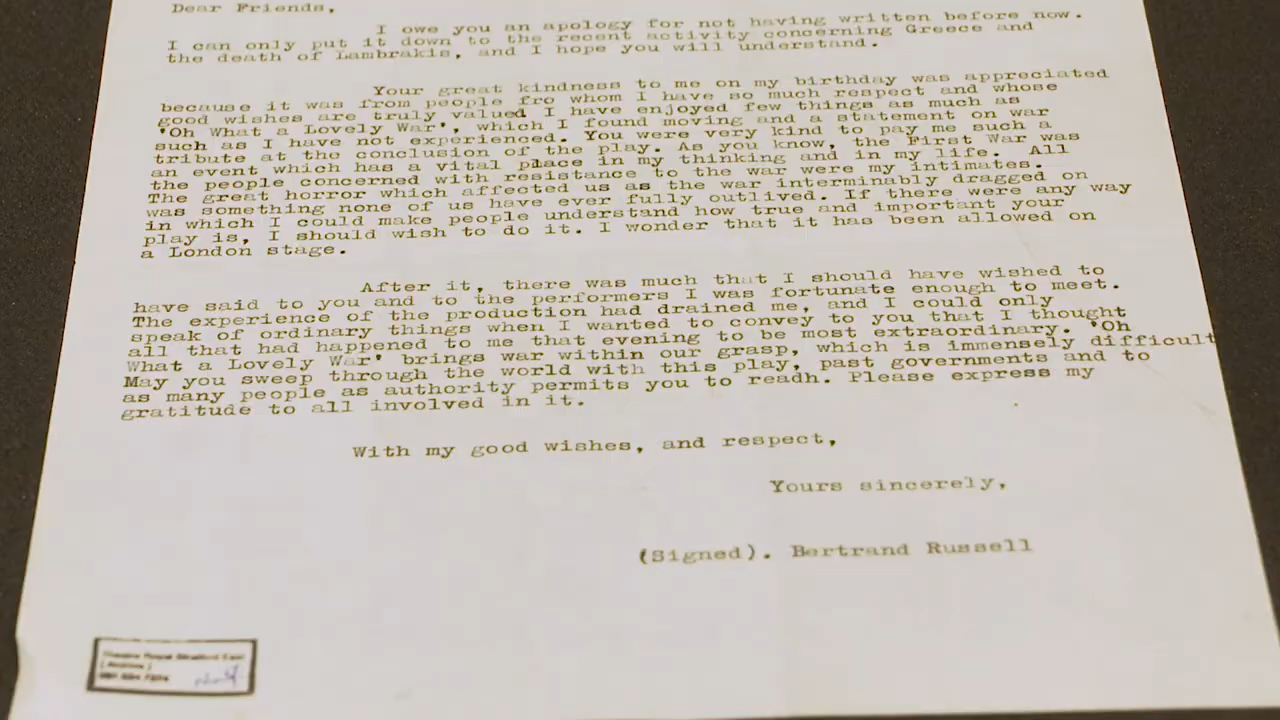 Dear Friends,
I owe you an apology for not having written before now.
I can only put it down to the recent activity concerning Greece and
the death of Lambrakis, and I hope you will understand.
Your great kindness to me on my birthday was appreciated
because it was from people fro whom I have so much respect and whose
good wishes are truly valued. I have enjoyed few things as much as
'Oh What a Lovely War', which I found moving and a statement on war
such as I have not experienced. You were very kind to pay me such a
tribute at the conclusion of the play. As you know, the First War was
an event which has a vital place in my thinking and in my life. All
the people concerned with resistance to the war were my intimates.
The great horror which affected us as the war interminably dragged on
was something none of us have ever fully outlived. If there were any way
in which I could make people understand how true and important your
play is, I should wish to do it. I wonder that it has been allowed on
a London stage.
After it, there was much that I should have wished to
have said to you and to the performers I was fortunate enough to meet.
The experience of the production had drained me, and I could only
speak of ordinary things when I wanted to convey to you that I thought
all that had happened to me that evening to be most extraordinary. 'Oh
What a Lovely War' brings war within our grasp, which is immensely difficult
May you sweep through the world with this play, past governments and to
as many people as authority permits you to readh. Please express my
gratitude to all involved in it.
With my good wishes, and respect,
Yours sincerely,
(Signed). Bertrand Russell
Theatre Royal Stratford East
(Archives)